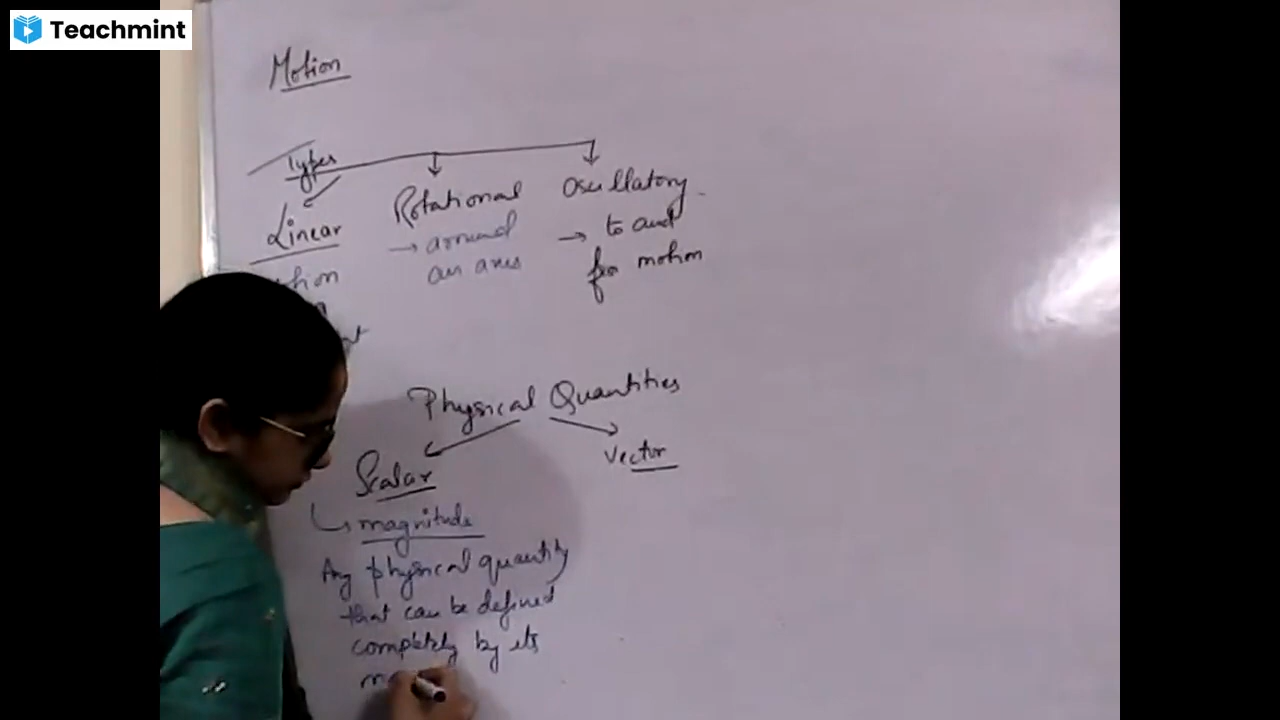 Teachmint
Motion
Types
Linear
Rotational
→ around
an axis
Oscillatory
→ to and
fro motion
Physical Quantities
Scalar
Vector
magnitude
Any physical quantity
that can be defined
completely by its